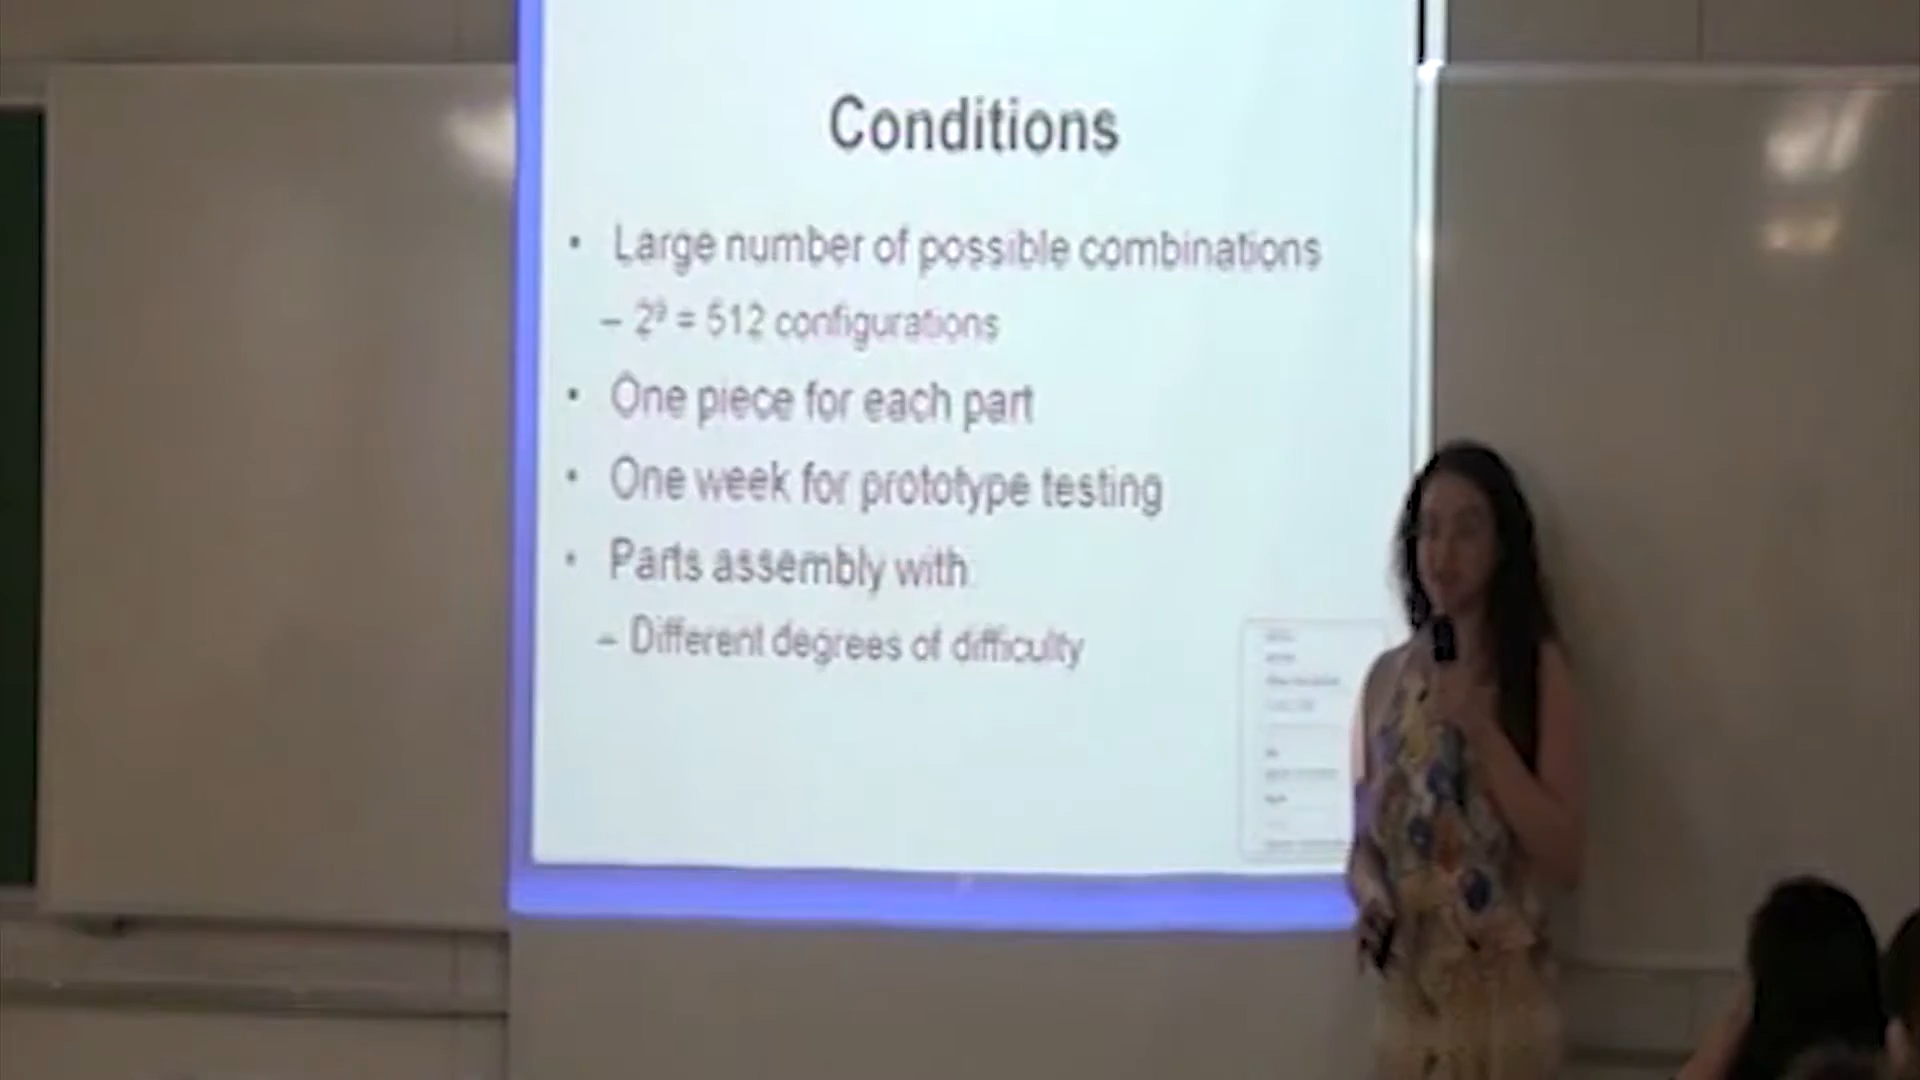 Conditions
• Large number of possible combinations
– 2⁹ = 512 configurations
• One piece for each part
• One week for prototype testing
• Parts assembly with
– Different degrees of difficulty